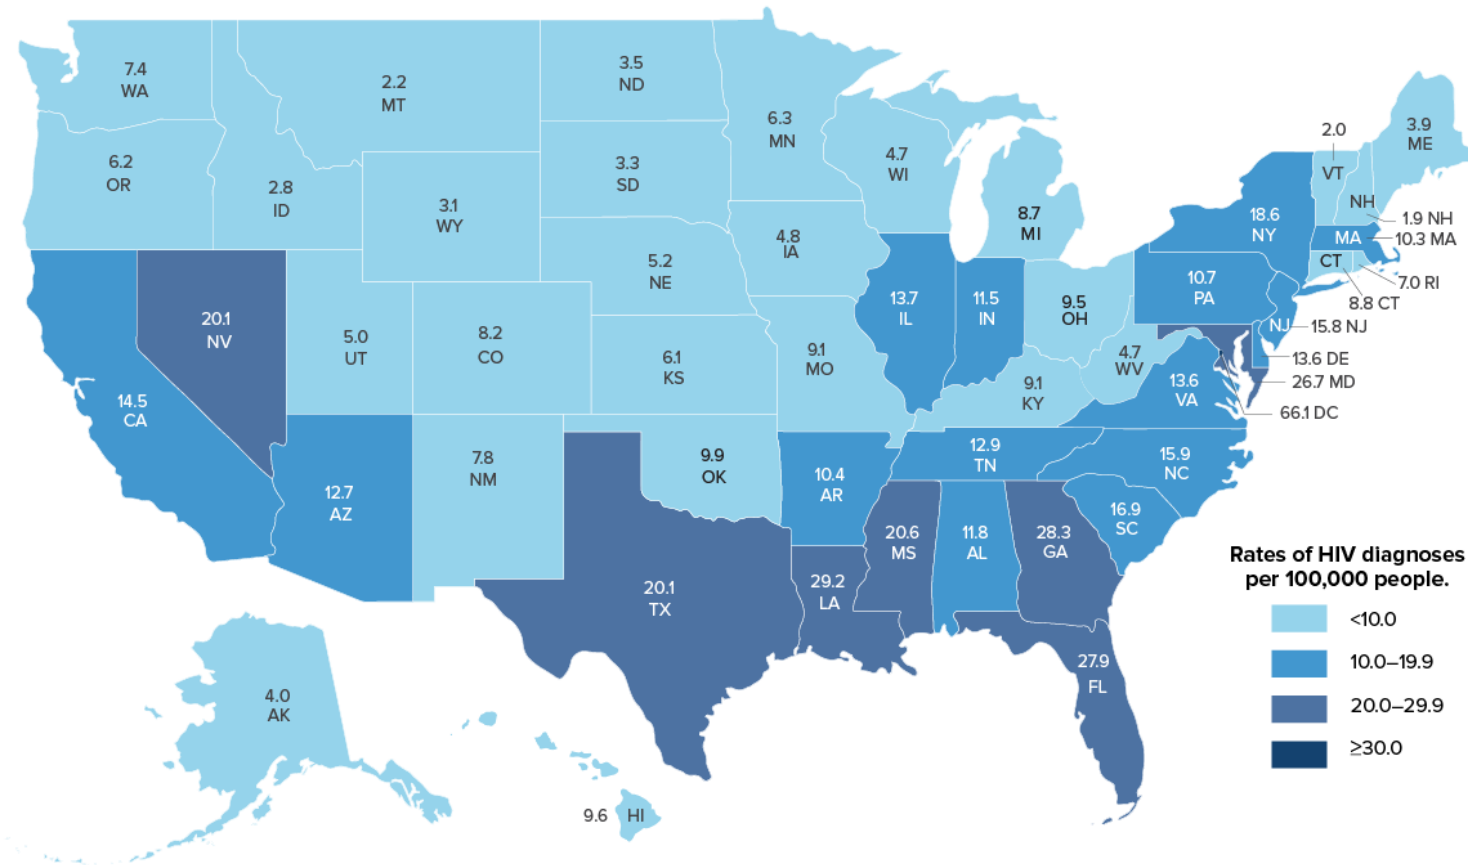 7.4
WA
2.2
MT
3.5
ND
6.3
MN
2.0
VT
3.9
ME
6.2
OR
2.8
ID
3.1
WY
3.3
SD
4.7
WI
8.7
MI
18.6
NY
NH
1.9 NH
MA
10.3 MA
CT
7.0 RI
8.8 CT
20.1
NV
5.0
UT
8.2
CO
5.2
NE
4.8
IA
13.7
IL
11.5
IN
9.5
OH
10.7
PA
NJ
15.8 NJ
13.6 DE
26.7 MD
66.1 DC
14.5
CA
6.1
KS
9.1
MO
9.1
KY
4.7
WV
13.6
VA
12.7
AZ
7.8
NM
9.9
OK
10.4
AR
12.9
TN
15.9
NC
16.9
SC
20.1
TX
29.2
LA
20.6
MS
11.8
AL
28.3
GA
27.9
FL
4.0
AK
9.6
HI
Rates of HIV diagnoses
per 100,000 people.
<10.0
10.0–19.9
20.0–29.9
≥30.0